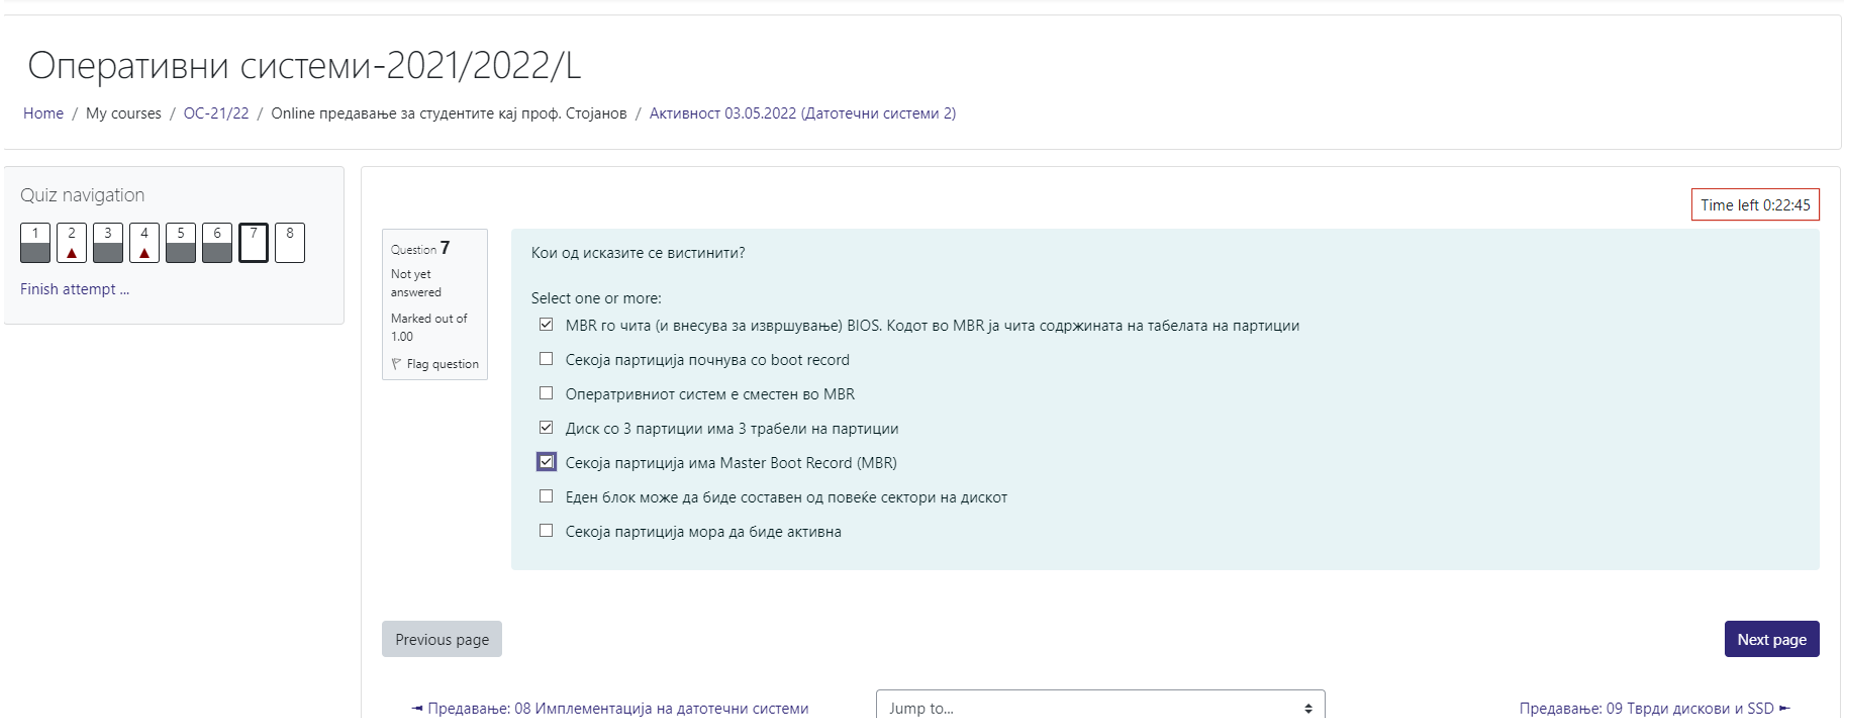 Оперативни системи-2021/2022/L
Home / My courses / ОС-21/22 / Online предавање за студентите кај проф. Стојанов / Активност 03.05.2022 (Датотечни системи 2)
Quiz navigation
1 2 3 4 5 6 7 8
Finish attempt ...
Time left 0:22:45
Question 7
Not yet
answered
Marked out of
1.00
Flag question
Кои од исказите се вистинити?
Select one or more:
MBR го чита (и внесува за извршување) BIOS. Кодот во MBR ја чита содржината на табелата на партиции
Секоја партиција почнува со boot record
Оператривниот систем е сместен во MBR
Диск со 3 партиции има 3 трабели на партиции
Секоја партиција има Master Boot Record (MBR)
Еден блок може да биде составен од повеќе сектори на дискот
Секоја партиција мора да биде активна
Previous page
Next page
Предавање: 08 Имплементација на датотечни системи
Jump to...
Предавање: 09 Тврди дискови и SSD